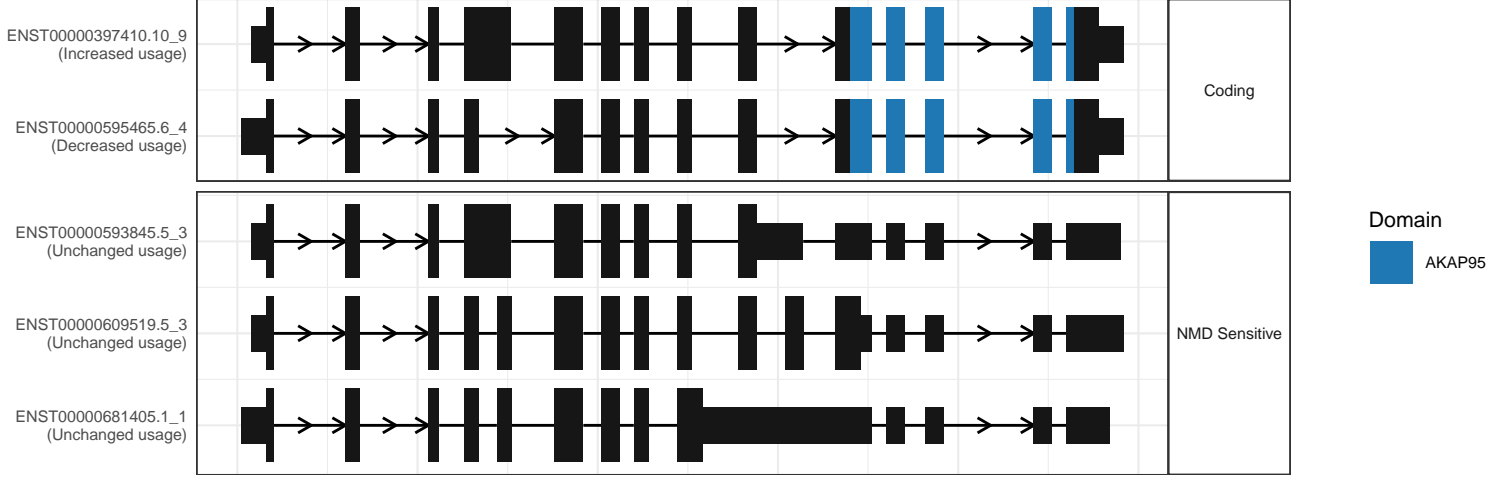 ENST00000397410.10_9
(Increased usage)
ENST00000595465.6_4
(Decreased usage)
Coding
ENST00000593845.5_3
(Unchanged usage)
ENST00000609519.5_3
(Unchanged usage)
ENST00000681405.1_1
(Unchanged usage)
NMD Sensitive
Domain
AKAP95